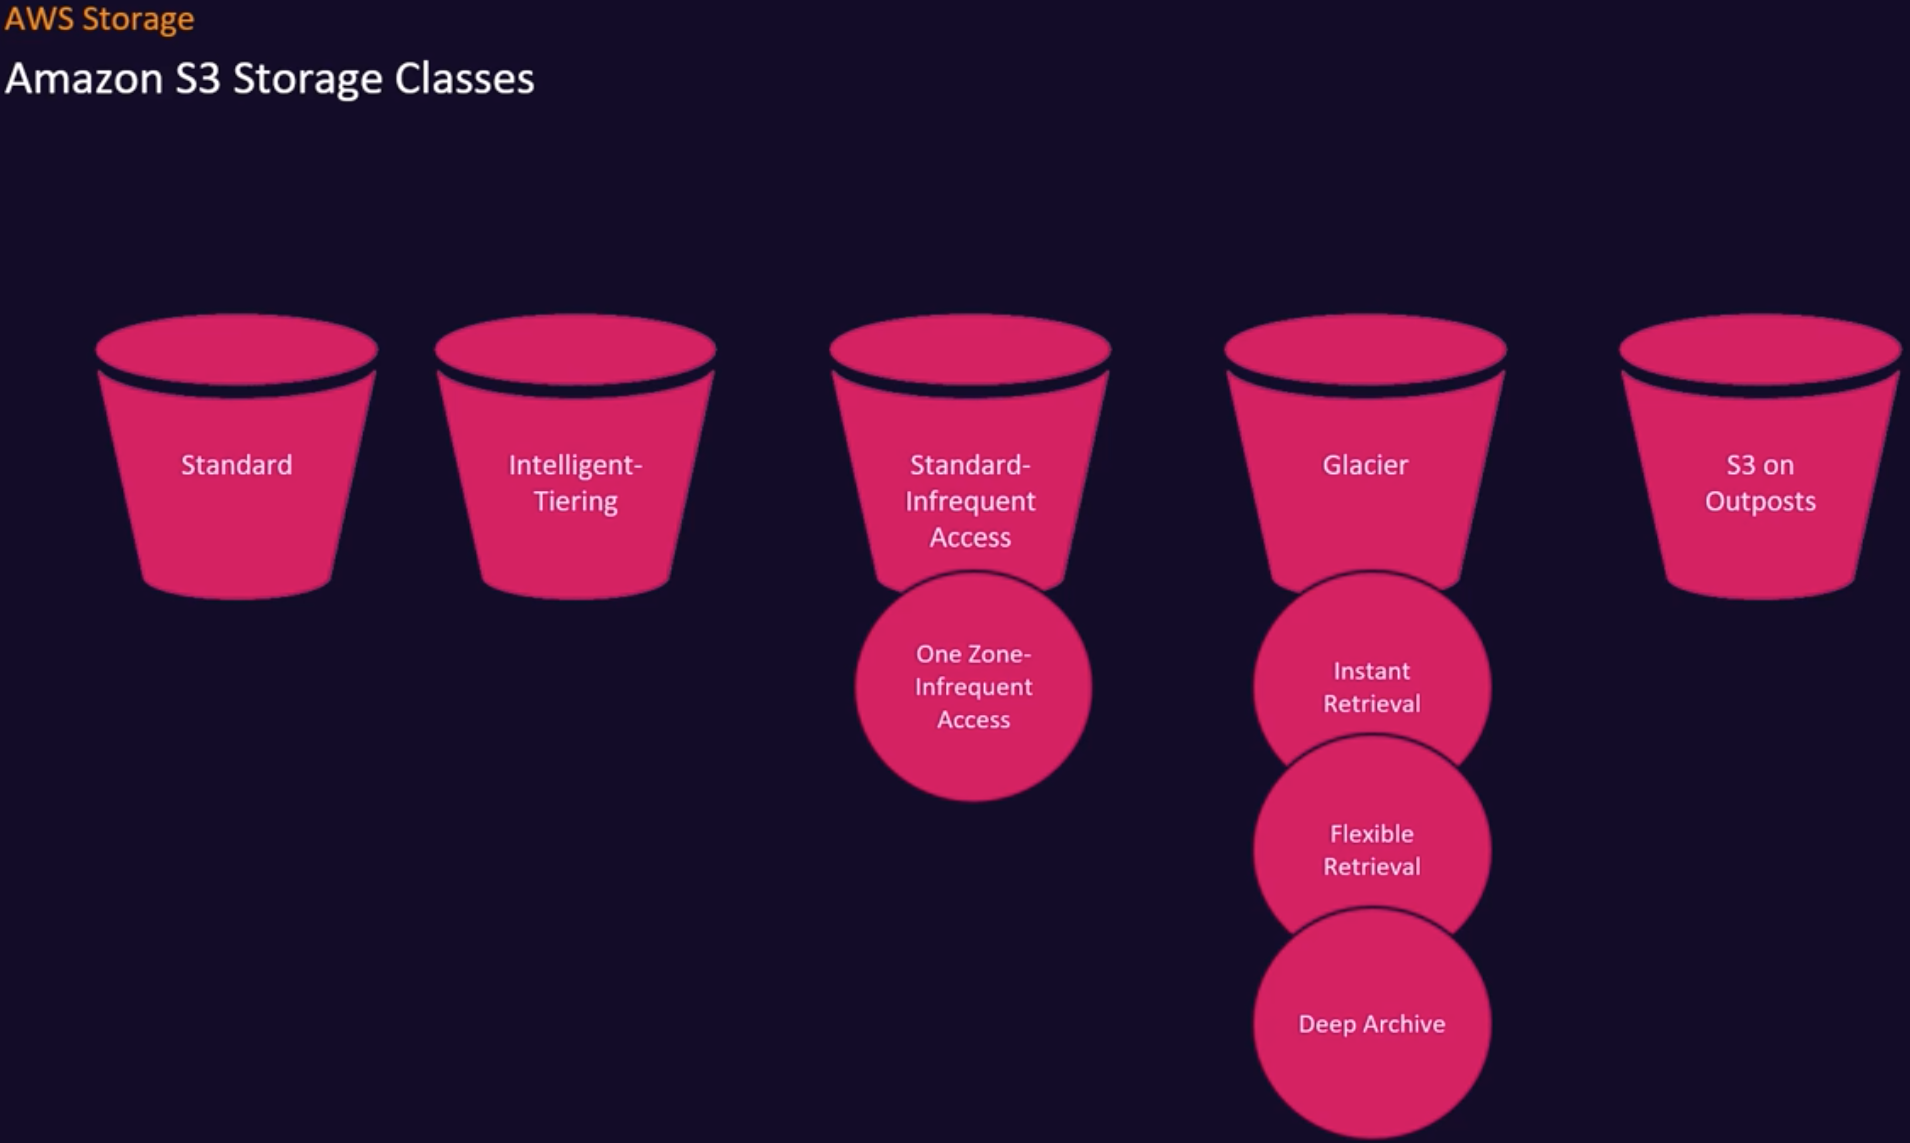 AWS Storage
Amazon S3 Storage Classes
Standard
Intelligent-
Tiering
Standard-
Infrequent
Access
One Zone-
Infrequent
Access
Glacier
Instant
Retrieval
Flexible
Retrieval
Deep Archive
S3 on
Outposts